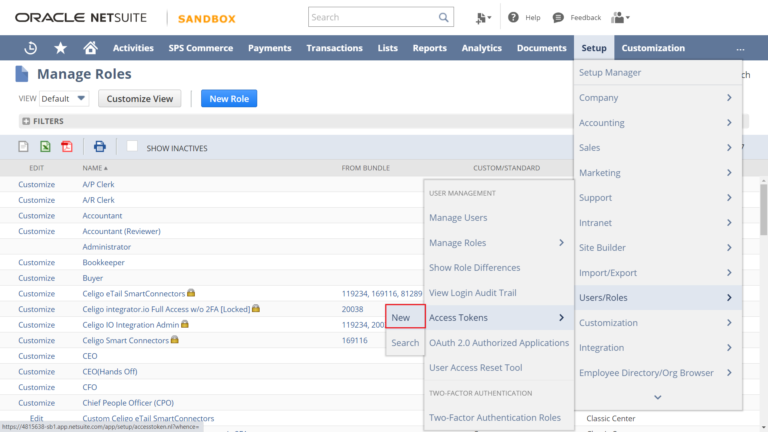 ORACLE NETSUITE | SANDBOX Search Help Feedback
Activities SPS Commerce Payments Transactions Lists Reports Analytics Documents Setup Customization ...
Manage Roles
VIEW Default Customize View New Role
FILTERS
SHOW INACTIVES
EDIT NAME FROM BUNDLE CUSTOM/STANDARD
Customize A/P Clerk
Customize A/R Clerk
Customize Accountant
Customize Accountant (Reviewer)
Administrator
Customize Bookkeeper
Customize Buyer
Customize Celigo eTail SmartConnectors 119234, 169116, 81289
Customize Celigo integrator.io Full Access w/o 2FA [Locked] 20038
Customize Celigo IO Integration Admin 119234, 200
Customize Celigo Smart Connectors 169116
Customize CEO
Customize CEO(Hands Off)
Customize CFO
Customize Chief People Officer (CPO)
Edit Custom Celigo eTail SmartConnectors Classic Center
https://4815638-sb1.app.netsuite.com/app/setup/accesstoken.nl?whence=
Setup Manager
Company
Accounting
Sales
Marketing
Support
Intranet
Site Builder
Import/Export
Users/Roles
Customization
Integration
Employee Directory/Org Browser
USER MANAGEMENT
Manage Users
Manage Roles
Show Role Differences
View Login Audit Trail
Access Tokens
OAuth 2.0 Authorized Applications
User Access Reset Tool
TWO-FACTOR AUTHENTICATION
Two-Factor Authentication Roles
New
Search